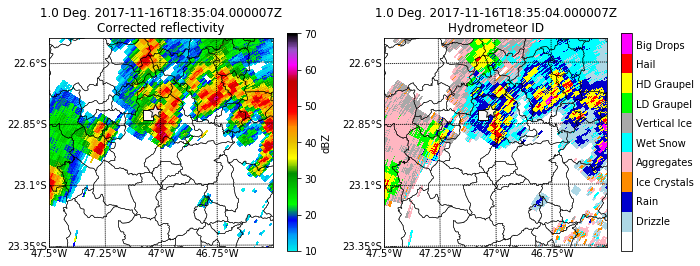 1.0 Deg. 2017-11-16T18:35:04.000007Z
Corrected reflectivity
22.6°S
22.85°S
23.1°S
23.35°S
47.5°W
47.25°W
47°W
46.75°W
70
60
50
40
30
20
10
dBZ
1.0 Deg. 2017-11-16T18:35:04.000007Z
Hydrometeor ID
22.6°S
22.85°S
23.1°S
23.35°S
47.5°W
47.25°W
47°W
46.75°W
Big Drops
Hail
HD Graupel
LD Graupel
Vertical Ice
Wet Snow
Aggregates
Ice Crystals
Rain
Drizzle